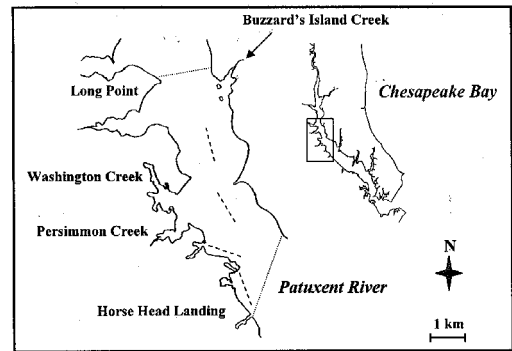 Buzzard's Island Creek
Long Point
Chesapeake Bay
Washington Creek
Persimmon Creek
N
Patuxent River
Horse Head Landing
1 km